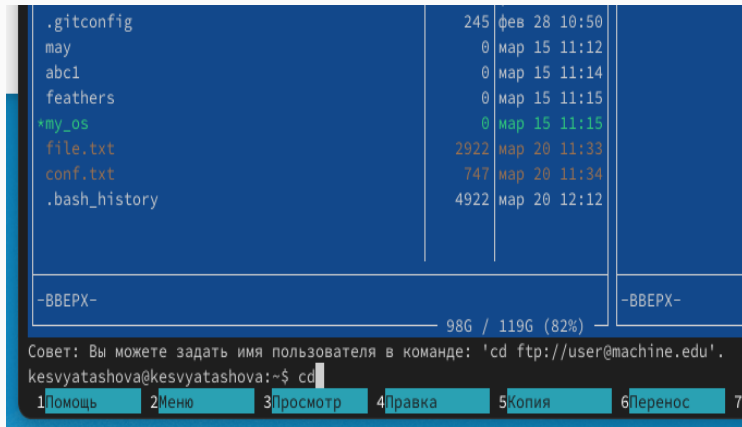 .gitconfig 245 фев 28 10:50
may 0 мар 15 11:12
abc1 0 мар 15 11:14
feathers 0 мар 15 11:15
*my_os 0 мар 15 11:15
file.txt 2922 мар 20 11:33
conf.txt 747 мар 20 11:34
.bash_history 4922 мар 20 12:12
-ВВЕРХ- -ВВЕРХ-
98G / 119G (82%)
Совет: Вы можете задать имя пользователя в команде: 'cd ftp://user@machine.edu'.
kesvyatashova@kesvyatashova:~$ cd
1Помощь 2Меню 3Просмотр 4Правка 5Копия 6Перенос 7